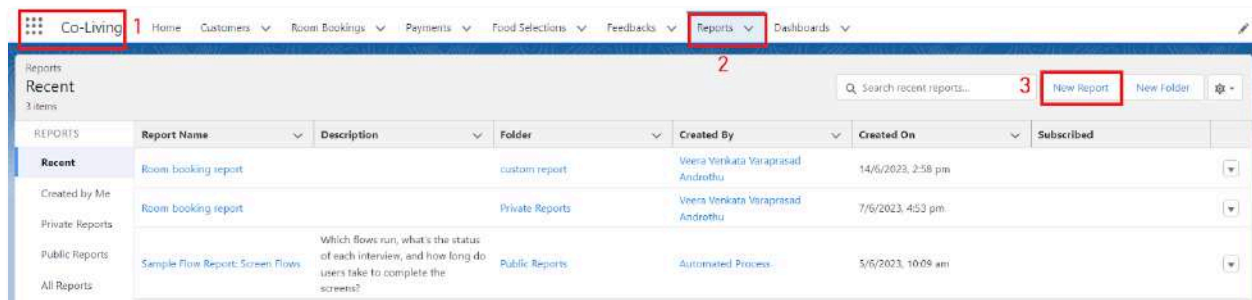 Co-Living 1 Home Customers Room Bookings Payments Food Selections Feedbacks Reports Dashboards
2
Reports
Recent
3 items
Search recent reports... 3 New Report New Folder
REPORTS Report Name Description Folder Created By Created On Subscribed
Recent Room booking report custom report Veera Venkata Varaprasad Androthu 14/6/2023, 2:58 pm
Created by Me
Private Reports Room booking report Private Reports Veera Venkata Varaprasad Androthu 7/6/2023, 4:53 pm
Public Reports Sample Flow Report: Screen Flows Which flows run, what's the status
of each interview, and how long do
users take to complete the
screens? Public Reports Automated Process 5/6/2023, 10:09 am
All Reports